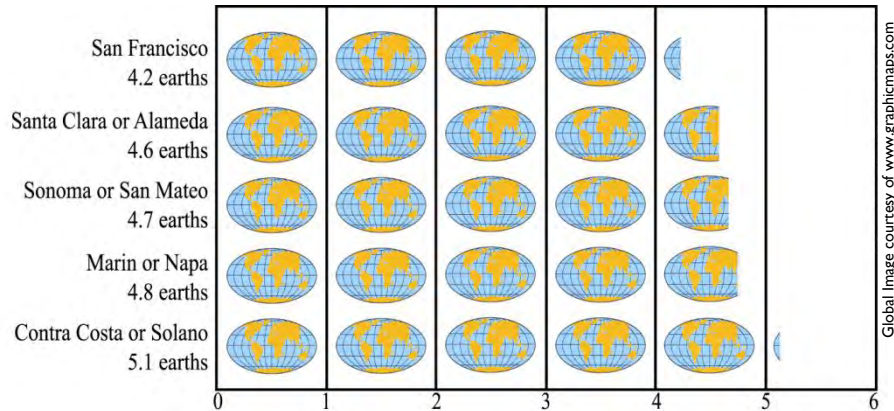 San Francisco
4.2 earths
Santa Clara or Alameda
4.6 earths
Sonoma or San Mateo
4.7 earths
Marin or Napa
4.8 earths
Contra Costa or Solano
5.1 earths
0 1 2 3 4 5 6
Global Image courtesy of www.graphicmaps.com